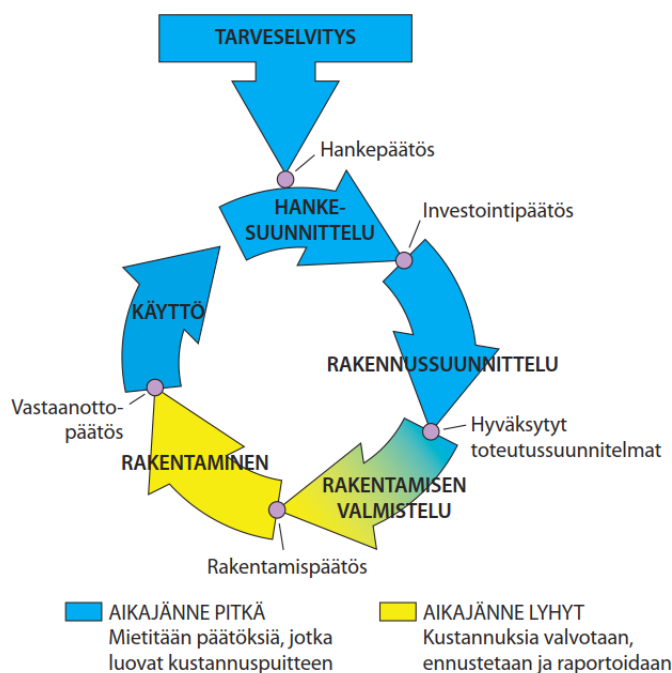 TARVESELVITYS
Hankepäätös
HANKE-
SUUNNITTELU
Investointipäätös
RAKENNUSSUUNNITTELU
Hyväksytyt
toteutussuunnitelmat
RAKENTAMISEN
VALMISTELU
Rakentamispäätös
RAKENTAMINEN
Vastaanotto-
päätös
KÄYTTÖ
AIKAJÄNNE PITKÄ
Mietitään päätöksiä, jotka
luovat kustannuspuitteen
AIKAJÄNNE LYHYT
Kustannuksia valvotaan,
ennustetaan ja raportoidaan